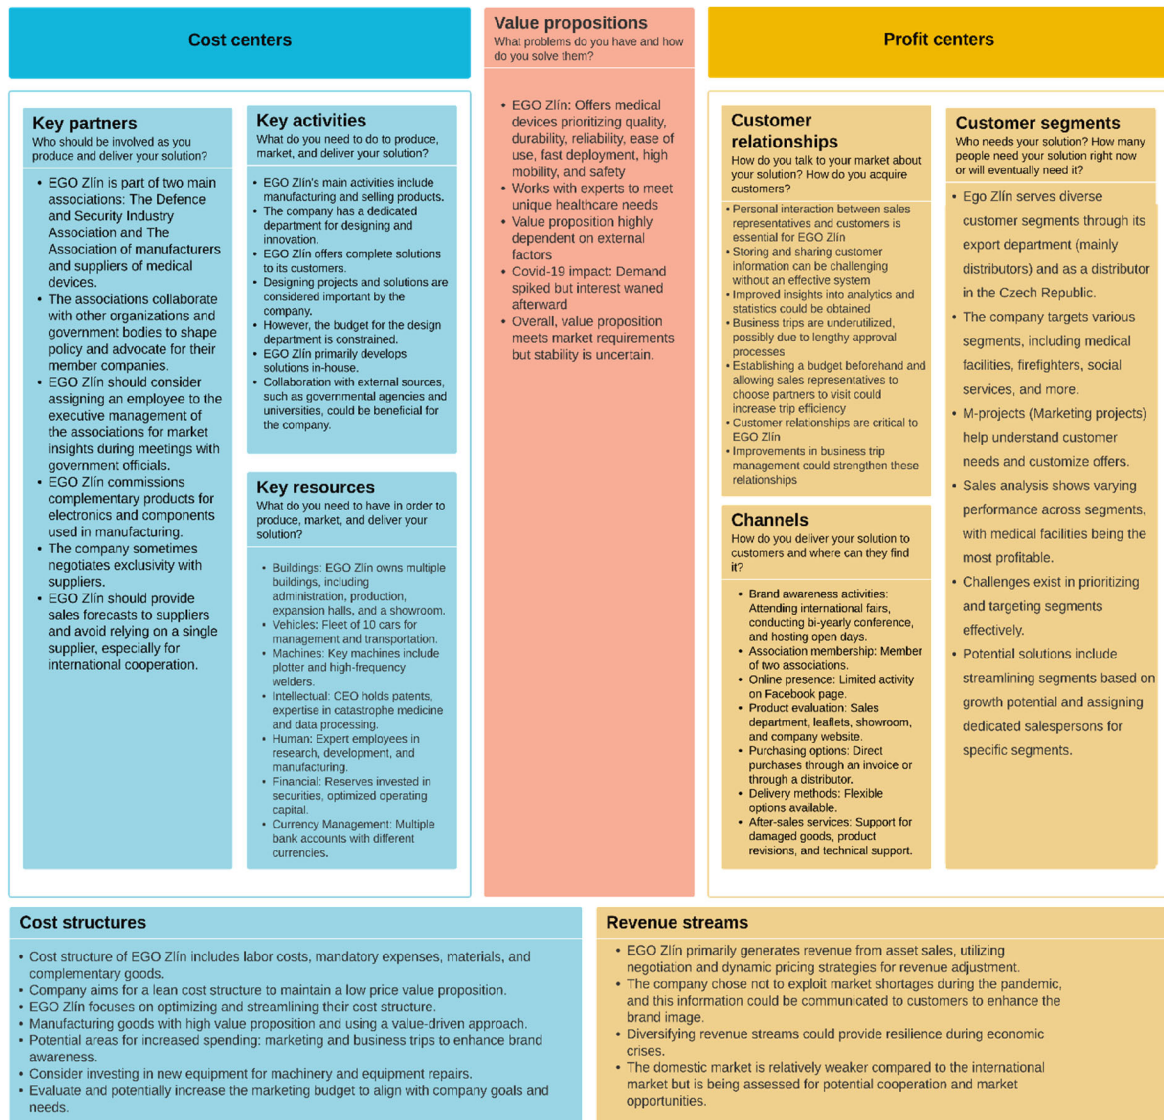 Cost centers
Key partners
Who should be involved as you
produce and deliver your solution?
• EGO Zlín is part of two main
associations: The Defence
and Security Industry
Association and The
Association of manufacturers
and suppliers of medical
devices.
• The associations collaborate
with other organizations and
government bodies to shape
policy and advocate for their
member companies.
• EGO Zlín should consider
assigning an employee to the
executive management of
the associations for market
insights during meetings with
government officials.
• EGO Zlín commissions
complementary products for
electronics and components
used in manufacturing.
• The company sometimes
negotiates exclusivity with
suppliers.
• EGO Zlín should provide
sales forecasts to suppliers
and avoid relying on a single
supplier, especially for
international cooperation.
Key activities
What do you need to do to produce,
market, and deliver your solution?
• EGO Zlín's main activities include
manufacturing and selling products.
• The company has a dedicated
department for designing and
innovation.
• EGO Zlín offers complete solutions
to its customers.
• Designing projects and solutions are
considered important by the
company.
• However, the budget for the design
department is constrained.
• EGO Zlín primarily develops
solutions in-house.
• Collaboration with external sources,
such as governmental agencies and
universities, could be beneficial for
the company.
Key resources
What do you need to have in order to
produce, market, and deliver your
solution?
• Buildings: EGO Zlín owns multiple
buildings, including
administration, production,
expansion halls, and a showroom.
• Vehicles: Fleet of 10 cars for
management and transportation.
• Machines: Key machines include
plotter and high-frequency
welders.
• Intellectual: CEO holds patents,
expertise in catastrophe medicine
and data processing.
• Human: Expert employees in
research, development, and
manufacturing.
• Financial: Reserves invested in
securities, optimized operating
capital.
• Currency Management: Multiple
bank accounts with different
currencies.
Value propositions
What problems do you have and how
do you solve them?
• EGO Zlín: Offers medical
devices prioritizing quality,
durability, reliability, ease of
use, fast deployment, high
mobility, and safety
• Works with experts to meet
unique healthcare needs
• Value proposition highly
dependent on external
factors
• Covid-19 impact: Demand
spiked but interest waned
afterward
• Overall, value proposition
meets market requirements
but stability is uncertain.
Profit centers
Customer
relationships
How do you talk to your market about
your solution? How do you acquire
customers?
• Personal interaction between sales
representatives and customers is
essential for EGO Zlín
• Storing and sharing customer
information can be challenging
without an effective system
• Improved insights into analytics and
statistics could be obtained
• Business trips are underutilized,
possibly due to lengthy approval
processes
• Establishing a budget beforehand and
allowing sales representatives to
choose partners to visit could
increase trip efficiency
• Customer relationships are critical to
EGO Zlín
• Improvements in business trip
management could strengthen these
relationships
Channels
How do you deliver your solution to
customers and where can they find
it?
• Brand awareness activities:
Attending international fairs,
conducting bi-yearly conference,
and hosting open days.
• Association membership: Member
of two associations.
• Online presence: Limited activity
on Facebook page.
• Product evaluation: Sales
department, leaflets, showroom,
and company website.
• Purchasing options: Direct
purchases through an invoice or
through a distributor.
• Delivery methods: Flexible
options available.
• After-sales services: Support for
damaged goods, product
revisions, and technical support.
Customer segments
Who needs your solution? How many
people need your solution right now
or will eventually need it?
• Ego Zlín serves diverse
customer segments through its
export department (mainly
distributors) and as a distributor
in the Czech Republic.
• The company targets various
segments, including medical
facilities, firefighters, social
services, and more.
• M-projects (Marketing projects)
help understand customer
needs and customize offers.
• Sales analysis shows varying
performance across segments,
with medical facilities being the
most profitable.
• Challenges exist in prioritizing
and targeting segments
effectively.
• Potential solutions include
streamlining segments based on
growth potential and assigning
dedicated salespersons for
specific segments.
Cost structures
• Cost structure of EGO Zlín includes labor costs, mandatory expenses, materials, and
complementary goods.
• Company aims for a lean cost structure to maintain a low price value proposition.
• EGO Zlín focuses on optimizing and streamlining their cost structure.
• Manufacturing goods with high value proposition and using a value-driven approach.
• Potential areas for increased spending: marketing and business trips to enhance brand
awareness.
• Consider investing in new equipment for machinery and equipment repairs.
• Evaluate and potentially increase the marketing budget to align with company goals and
needs.
Revenue streams
• EGO Zlín primarily generates revenue from asset sales, utilizing
negotiation and dynamic pricing strategies for revenue adjustment.
• The company chose not to exploit market shortages during the pandemic,
and this information could be communicated to customers to enhance the
brand image.
• Diversifying revenue streams could provide resilience during economic
crises.
• The domestic market is relatively weaker compared to the international
market but is being assessed for potential cooperation and market
opportunities.